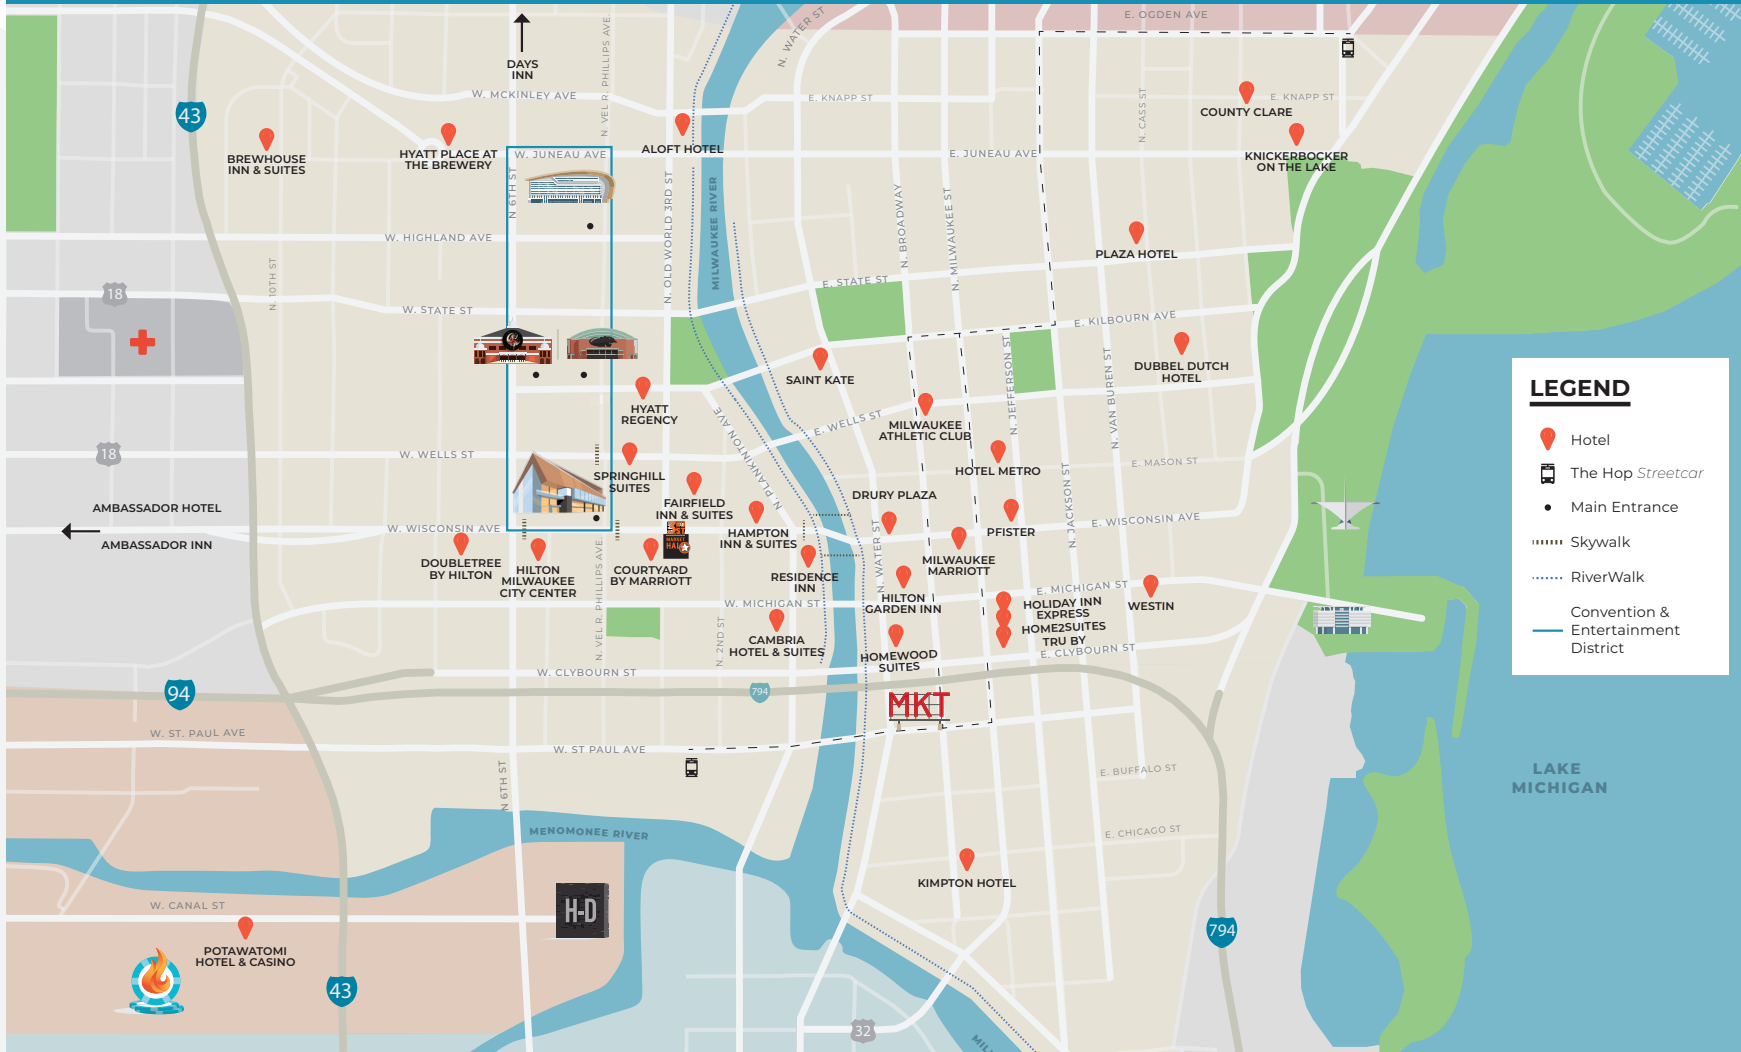 E. OGDEN AVE
N. WATER ST
N. VEL R. PHILLIPS AVE.
DAYS
INN
W. MCKINLEY AVE
E. KNAPP ST
E. KNAPP ST
N. CASS ST
COUNTY CLARE
43
BREWHOUSE
INN & SUITES
HYATT PLACE AT
THE BREWERY
W. JUNEAU AVE
ALOFT HOTEL
E. JUNEAU AVE
KNICKERBOCKER
ON THE LAKE
N 6TH ST
N. OLD WORLD 3RD ST
MILWAUKEE RIVER
N. BROADWAY
N. MILWAUKEE ST
W. HIGHLAND AVE
PLAZA HOTEL
N. 10TH ST
18
W. STATE ST
E. STATE ST
E. KILBOURN AVE
SAINT KATE
N. JEFFERSON ST
N. VAN BUREN ST
DUBBEL DUTCH
HOTEL
HYATT
REGENCY
N. PLANKINTON AVE
E. WELLS ST
MILWAUKEE
ATHLETIC CLUB
18
W. WELLS ST
SPRINGHILL
SUITES
HOTEL METRO
E. MASON ST
N. JACKSON ST
AMBASSADOR HOTEL
AMBASSADOR INN
W. WISCONSIN AVE
FAIRFIELD
INN & SUITES
MARKET
HALL
HAMPTON
INN & SUITES
DRURY PLAZA
N. WATER ST
PFISTER
E. WISCONSIN AVE
DOUBLETREE
BY HILTON
HILTON
MILWAUKEE
CITY CENTER
N. VEL R. PHILLIPS AVE.
COURTYARD
BY MARRIOTT
RESIDENCE
INN
MILWAUKEE
MARRIOTT
HILTON
GARDEN INN
E. MICHIGAN ST
WESTIN
W. MICHIGAN ST
N. 2ND ST
CAMBRIA
HOTEL & SUITES
HOLIDAY INN
EXPRESS
HOME2SUITES
TRU BY
HOMEWOOD
SUITES
E. CLYBOURN ST
W. CLYBOURN ST
94
794
MKT
W. ST. PAUL AVE
W. ST PAUL AVE
N 6TH ST
E. BUFFALO ST
MENOMONEE RIVER
E. CHICAGO ST
KIMPTON HOTEL
W. CANAL ST
H-D
POTAWATOMI
HOTEL & CASINO
43
794
32
LAKE
MICHIGAN
LEGEND
Hotel
The Hop Streetcar
Main Entrance
Skywalk
RiverWalk
Convention &
Entertainment
District